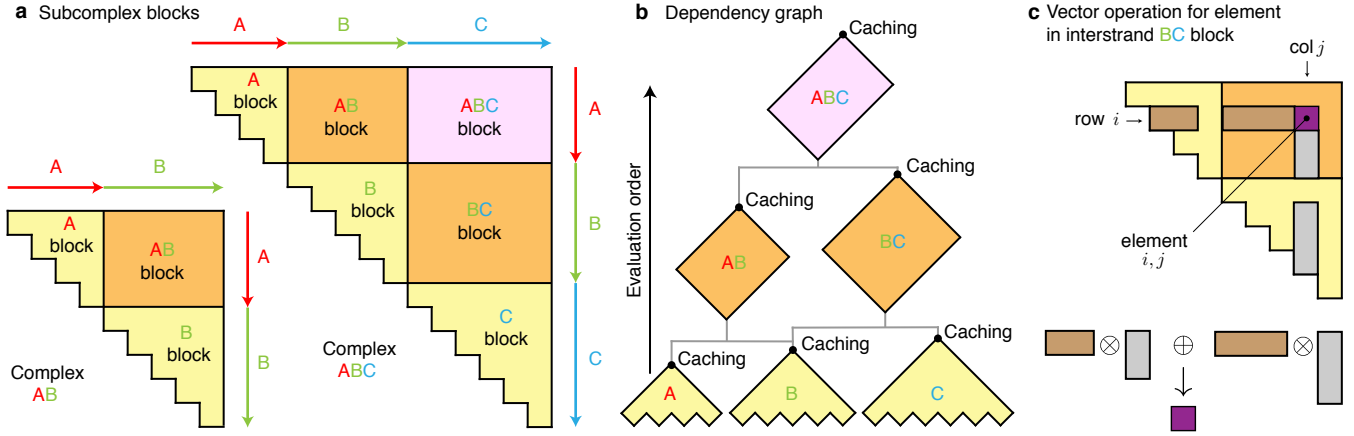 a Subcomplex blocks
A
B
C
A
block
AB
block
ABC
block
A
B
block
BC
block
B
C
block
C
Complex
ABC
A
B
A
block
AB
block
A
B
block
B
Complex
AB
b Dependency graph
Evaluation order
Caching
ABC
Caching
Caching
AB
BC
Caching
Caching
Caching
A
B
C
c Vector operation for element
in interstrand BC block
col j
row i
element
i, j